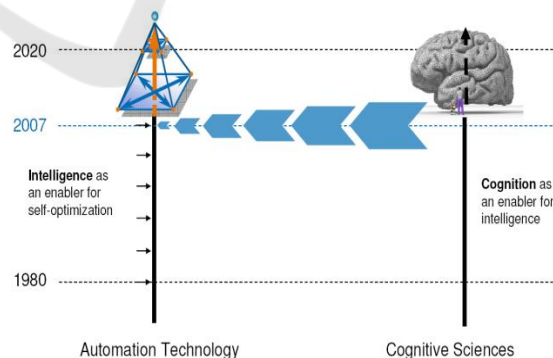 2020
2007
Intelligence as
an enabler for
self-optimization
Cognition as
an enabler for
intelligence
1980
Automation Technology
Cognitive Sciences